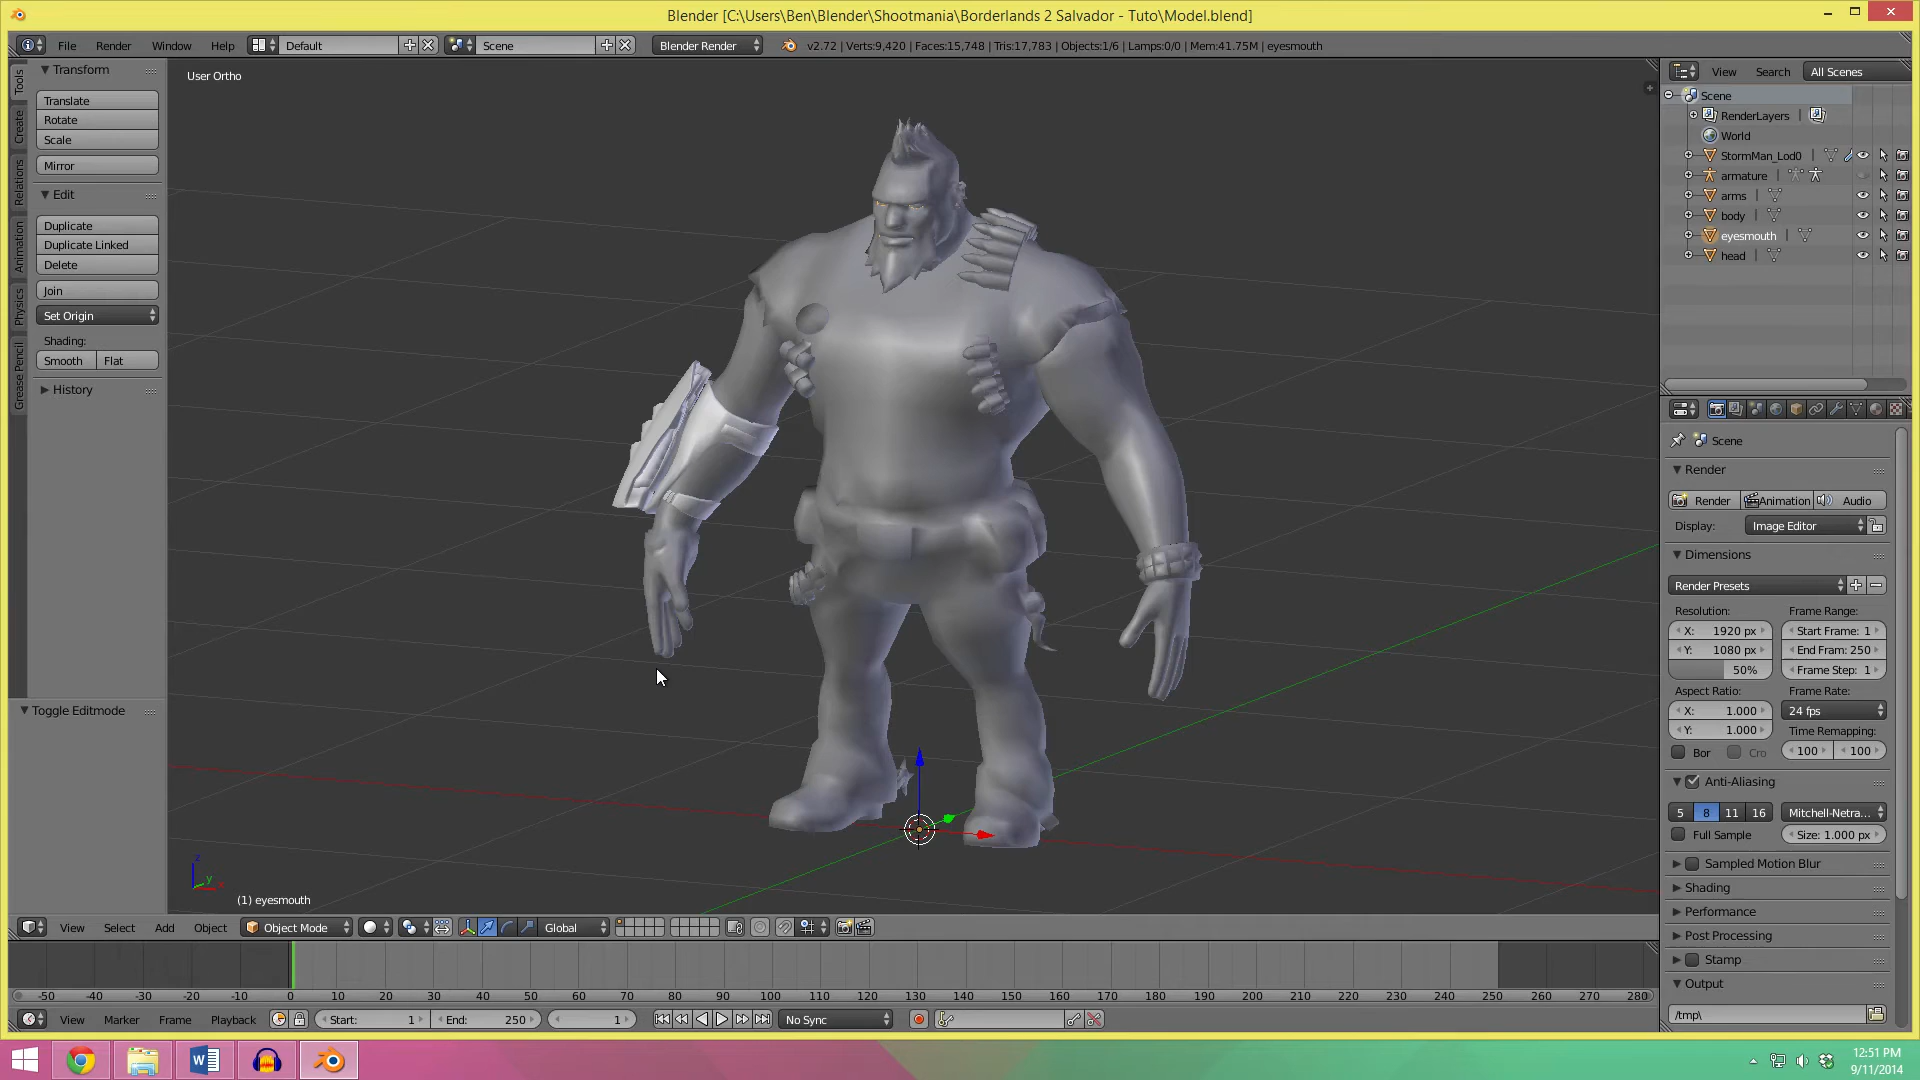 Blender [C:\Users\Ben\Blender\Shootmania\Borderlands 2 Salvador - Tuto\Model.blend]
File Render Window Help Default Scene Blender Render v2.72 | Verts:9,420 | Faces:15,748 | Tris:17,783 | Objects:1/6 | Lamps:0/0 | Mem:41.75M | eyesmouth
Tools
Create
Relations
Animation
Physics
Grease Pencil
Transform
Translate
Rotate
Scale
Mirror
Edit
Duplicate
Duplicate Linked
Delete
Join
Set Origin
Shading:
Smooth Flat
History
Toggle Editmode
User Ortho
z
y
x
(1) eyesmouth
View Search All Scenes
Scene
RenderLayers |
World
StormMan_Lod0 |
armature |
arms |
body |
eyesmouth |
head |
Scene
Render
Render Animation Audio
Display: Image Editor
Dimensions
Render Presets
Resolution: Frame Range:
X: 1920 px Start Frame: 1
Y: 1080 px End Fram: 250
50% Frame Step: 1
Aspect Ratio: Frame Rate:
X: 1.000 24 fps
Y: 1.000 Time Remapping:
Bor Cro 100 100
Anti-Aliasing
5 8 11 16 Mitchell-Netra...
Full Sample Size: 1.000 px
Sampled Motion Blur
Shading
Performance
Post Processing
Stamp
Output
/tmp\
View Select Add Object Object Mode Global
-50 -40 -30 -20 -10 0 10 20 30 40 50 60 70 80 90 100 110 120 130 140 150 160 170 180 190 200 210 220 230 240 250 260 270 280
View Marker Frame Playback Start: 1 End: 250 1 No Sync
12:51 PM
9/11/2014